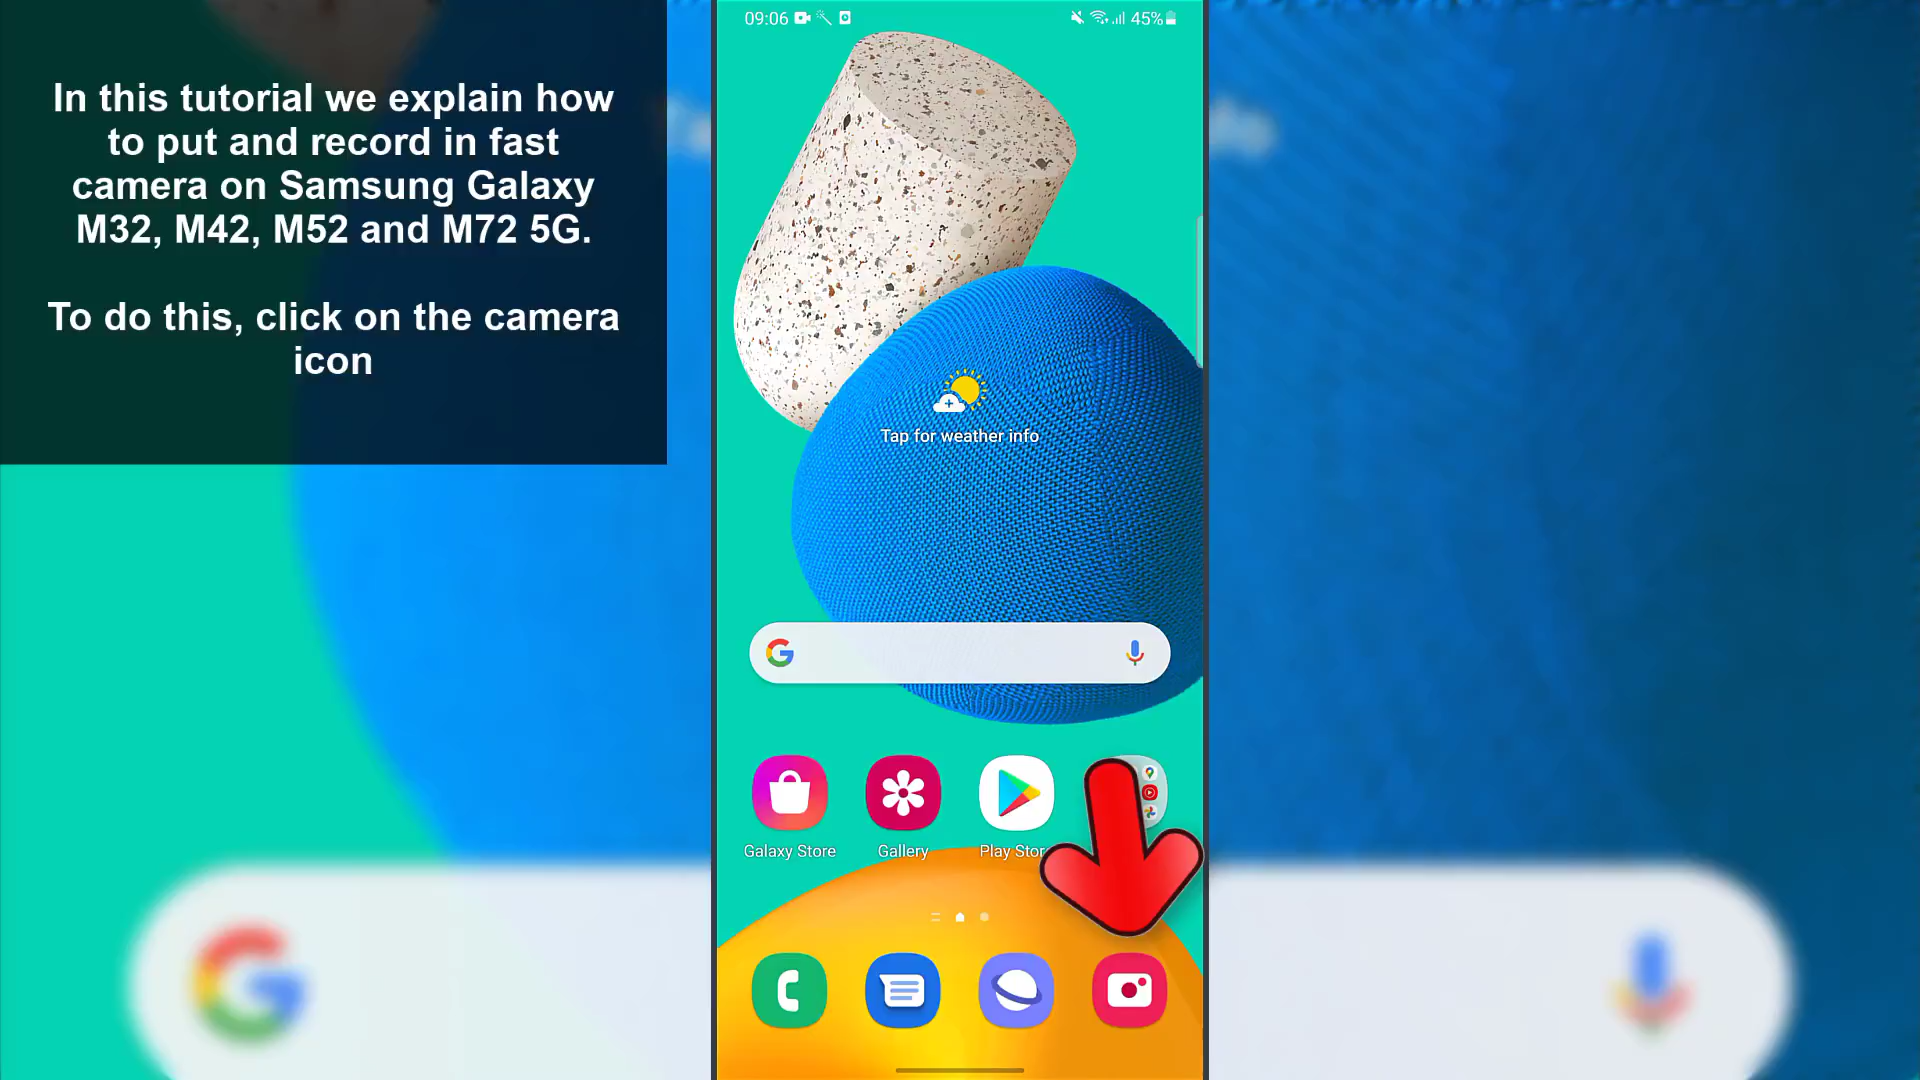 In this tutorial we explain how
to put and record in fast
camera on Samsung Galaxy
M32, M42, M52 and M72 5G.
To do this, click on the camera
icon
09:06
45%
Tap for weather info
Galaxy Store
Gallery
Play Stor